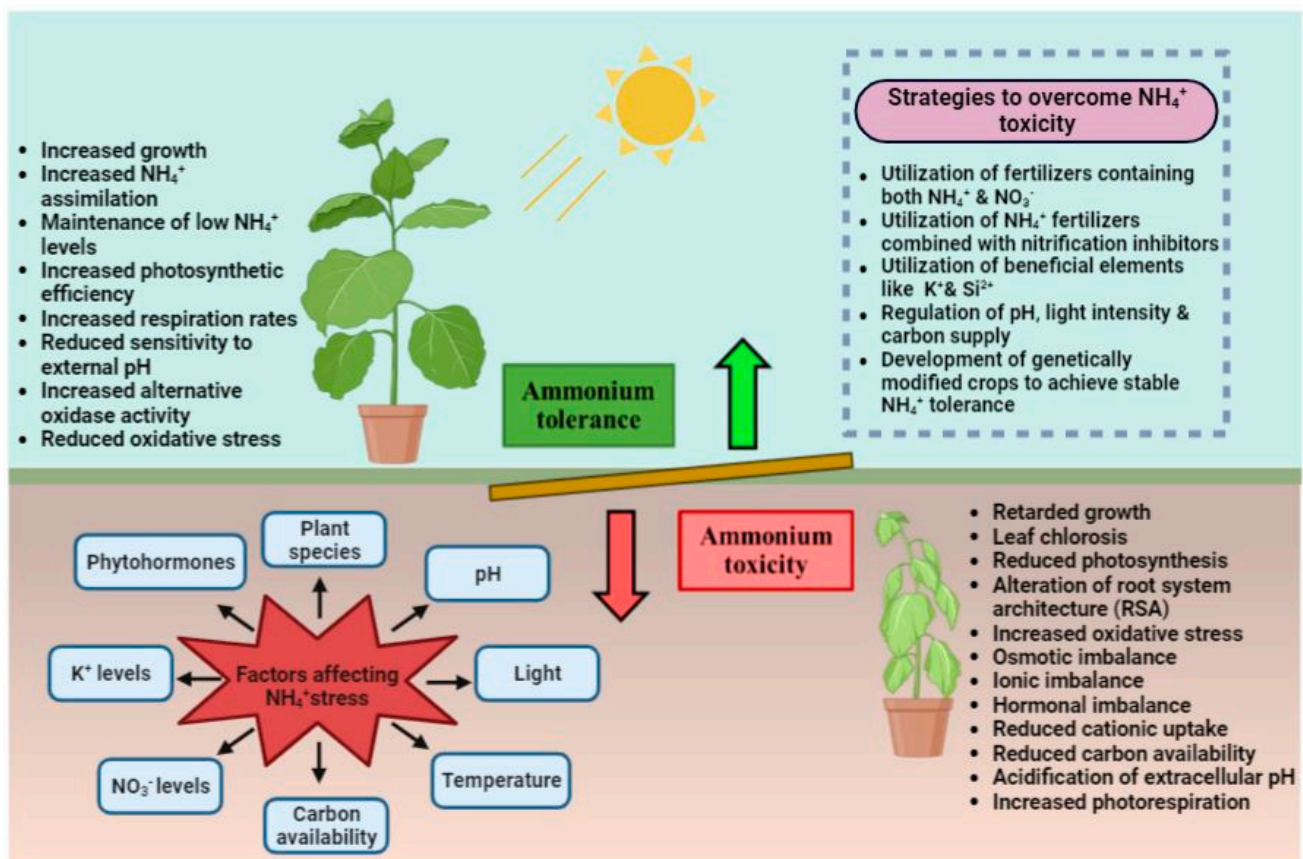 • Increased growth
• Increased NH₄⁺
assimilation
• Maintenance of low NH₄⁺
levels
• Increased photosynthetic
efficiency
• Increased respiration rates
• Reduced sensitivity to
external pH
• Increased alternative
oxidase activity
• Reduced oxidative stress
Strategies to overcome NH₄⁺
toxicity
• Utilization of fertilizers containing
both NH₄⁺ & NO₃⁻
• Utilization of NH₄⁺ fertilizers
combined with nitrification inhibitors
• Utilization of beneficial elements
like K⁺& Si²⁺
• Regulation of pH, light intensity &
carbon supply
• Development of genetically
modified crops to achieve stable
NH₄⁺ tolerance
Ammonium
tolerance
Ammonium
toxicity
Phytohormones
Plant
species
pH
K⁺ levels
Factors affecting
NH₄⁺stress
Light
NO₃⁻ levels
Carbon
availability
Temperature
• Retarded growth
• Leaf chlorosis
• Reduced photosynthesis
• Alteration of root system
architecture (RSA)
• Increased oxidative stress
• Osmotic imbalance
• Ionic imbalance
• Hormonal imbalance
• Reduced cationic uptake
• Reduced carbon availability
• Acidification of extracellular pH
• Increased photorespiration